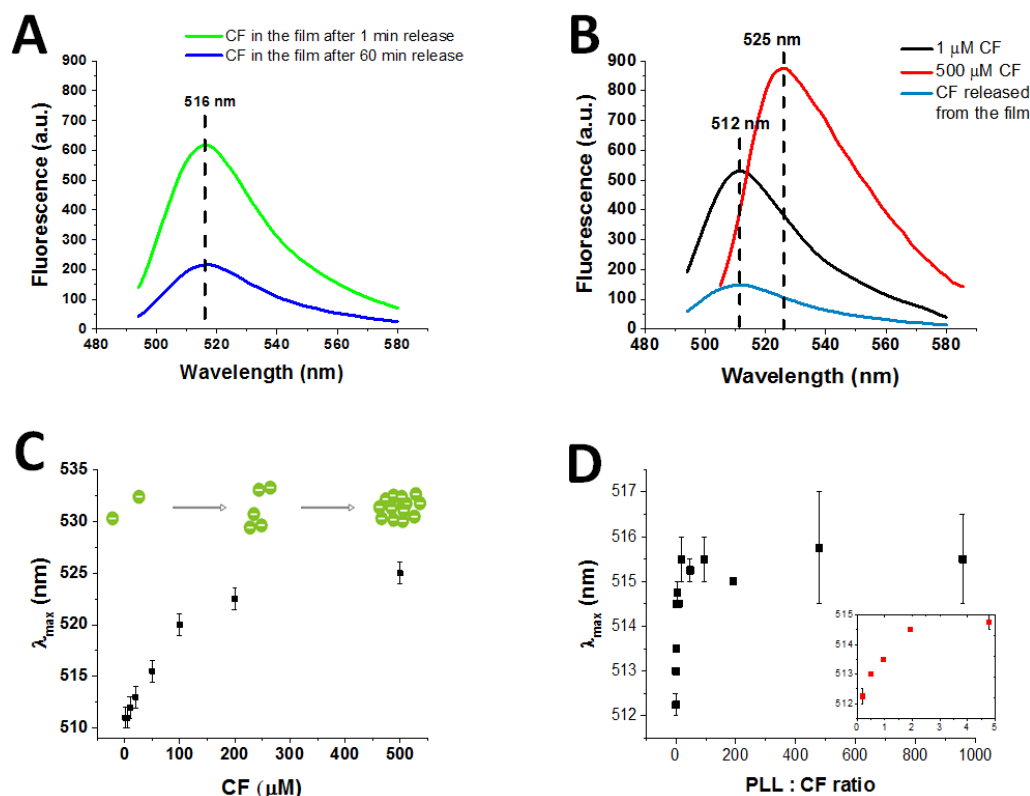 A
CF in the film after 1 min release
CF in the film after 60 min release
516 nm
900
800
700
600
500
400
300
200
100
0
480 500 520 540 560 580
Fluorescence (a.u.)
Wavelength (nm)
B
525 nm
1 μM CF
500 μM CF
CF released
from the film
512 nm
900
800
700
600
500
400
300
200
100
0
480 500 520 540 560 580
Fluorescence (a.u.)
Wavelength (nm)
C
535
530
525
520
515
510
0 100 200 300 400 500
λmax (nm)
CF (μM)
D
517
516
515
514
513
512
0 200 400 600 800 1000
λmax (nm)
PLL : CF ratio
515
514
513
512
0 1 2 3 4 5